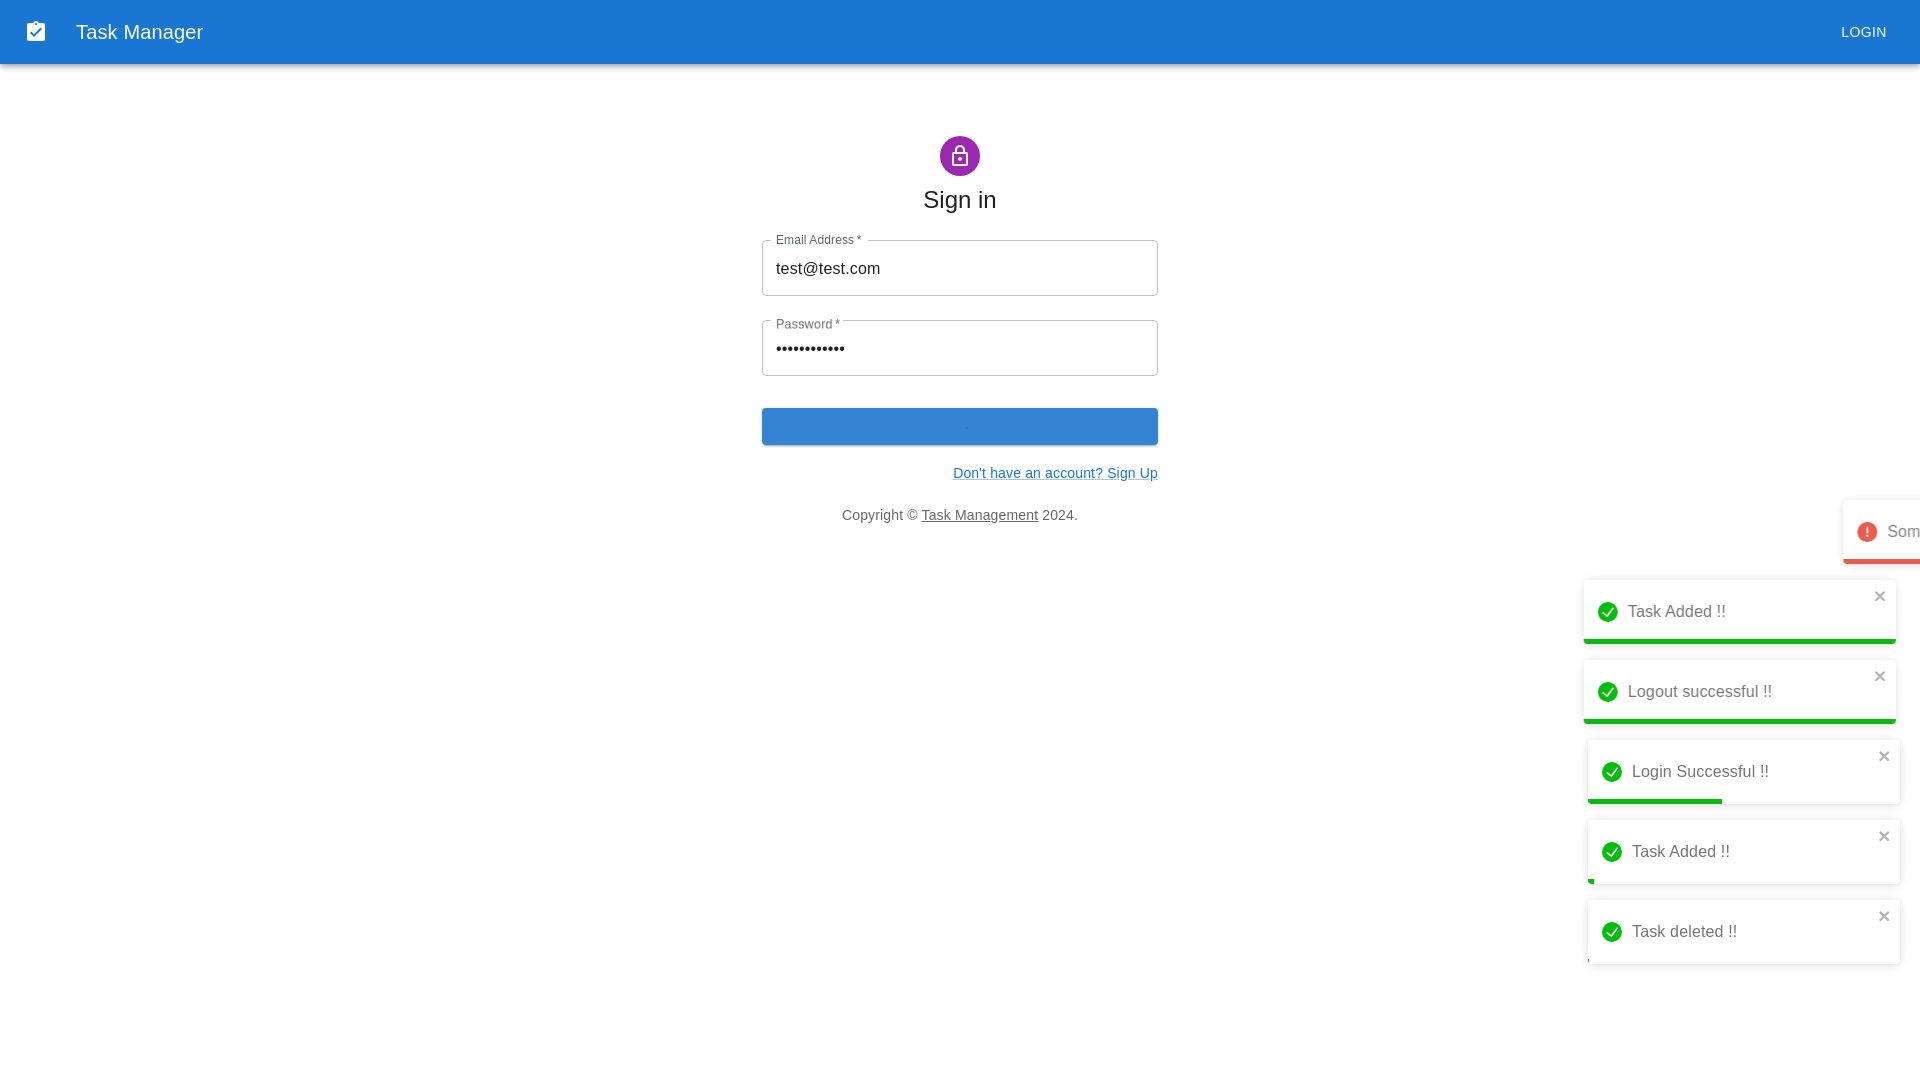 Task Manager
LOGIN
Sign in
Email Address *
test@test.com
Password *
••••••••••••
Don't have an account? Sign Up
Copyright © Task Management 2024.
Som
Task Added !!
Logout successful !!
Login Successful !!
Task Added !!
Task deleted !!